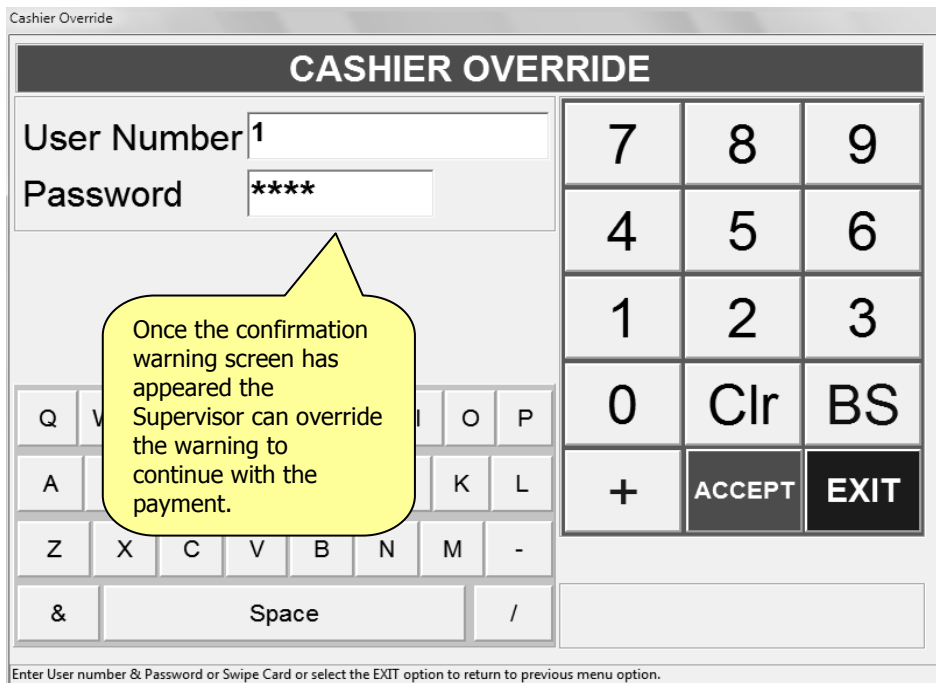 Cashier Override
CASHIER OVERRIDE
User Number 1
Password ****
7 8 9
4 5 6
1 2 3
0 Clr BS
+ ACCEPT EXIT
Once the confirmation
warning screen has
appeared the
Supervisor can override
the warning to
continue with the
payment.
Q O P
A K L
Z X C V B N M -
& Space /
Enter User number & Password or Swipe Card or select the EXIT option to return to previous menu option.